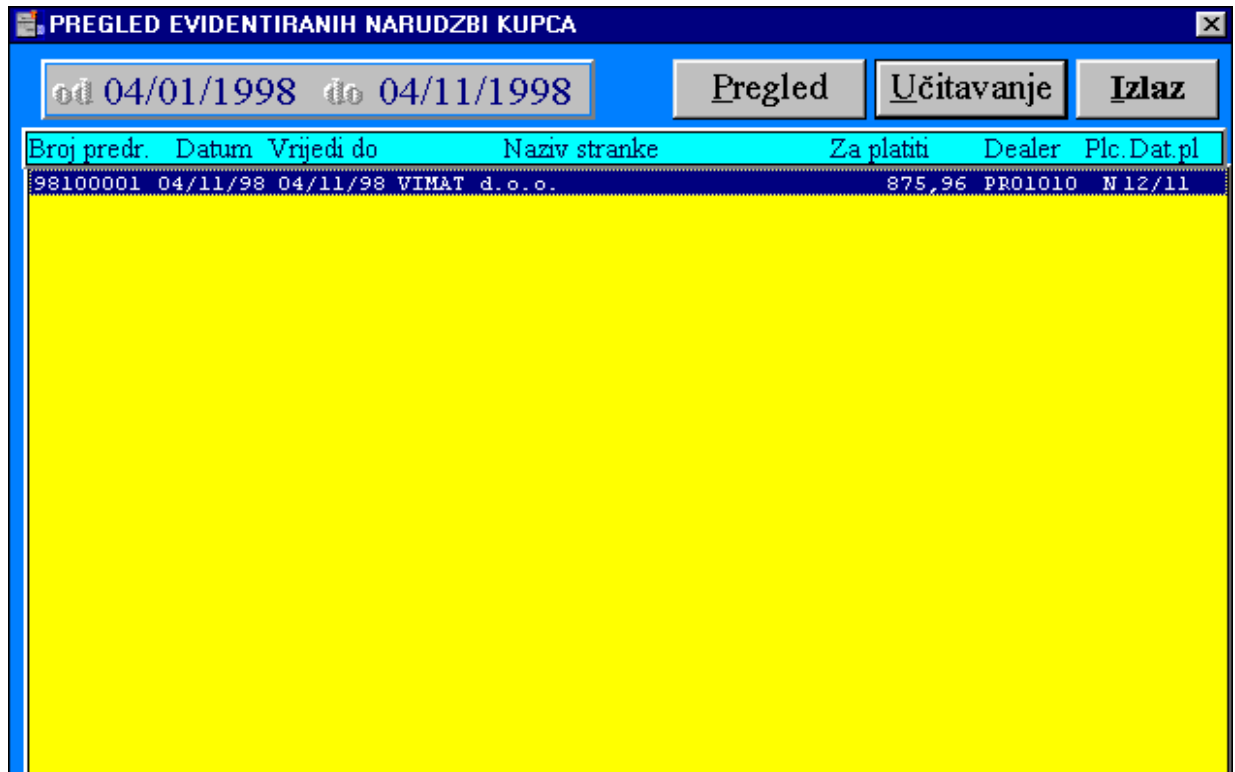 PREGLED EVIDENTIRANIH NARUDZBI KUPCA
od 04/01/1998 do 04/11/1998 Pregled Učitavanje Izlaz
Broj predr. Datum Vrijedi do Naziv stranke Za platiti Dealer Plc.Dat.pl
98100001 04/11/98 04/11/98 VIMAT d.o.o. 875,96 PR01010 N 12/11